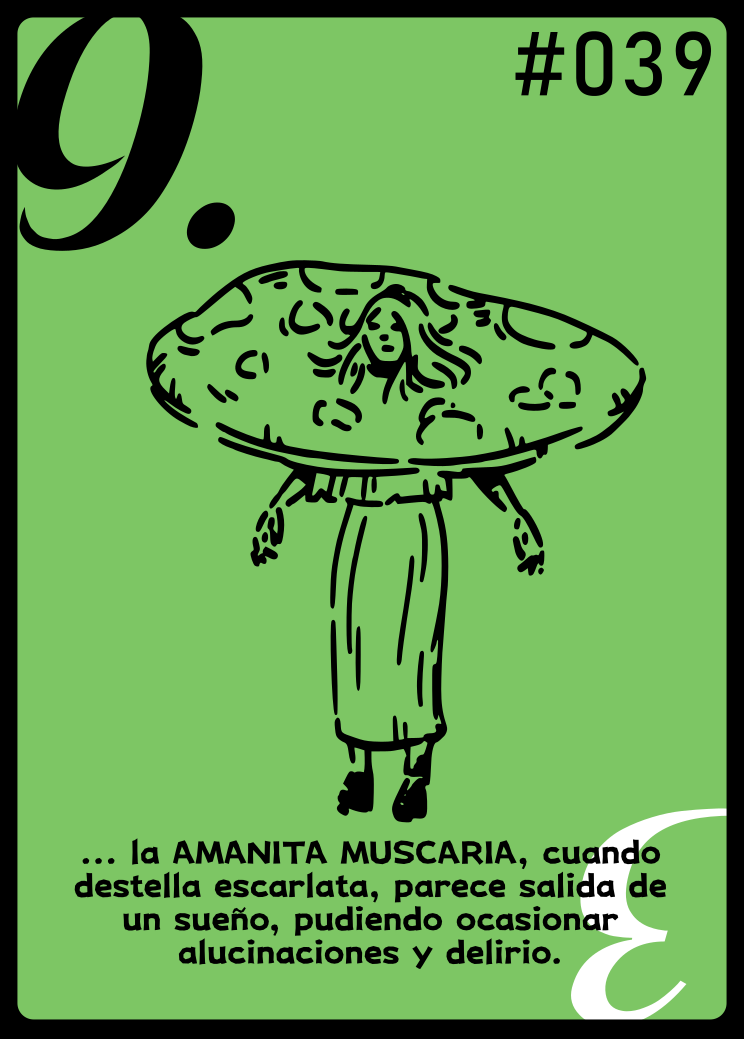 9.
#039
... la AMANITA MUSCARIA, cuando
destella escarlata, parece salida de
un sueño, pudiendo ocasionar
alucinaciones y delirio.